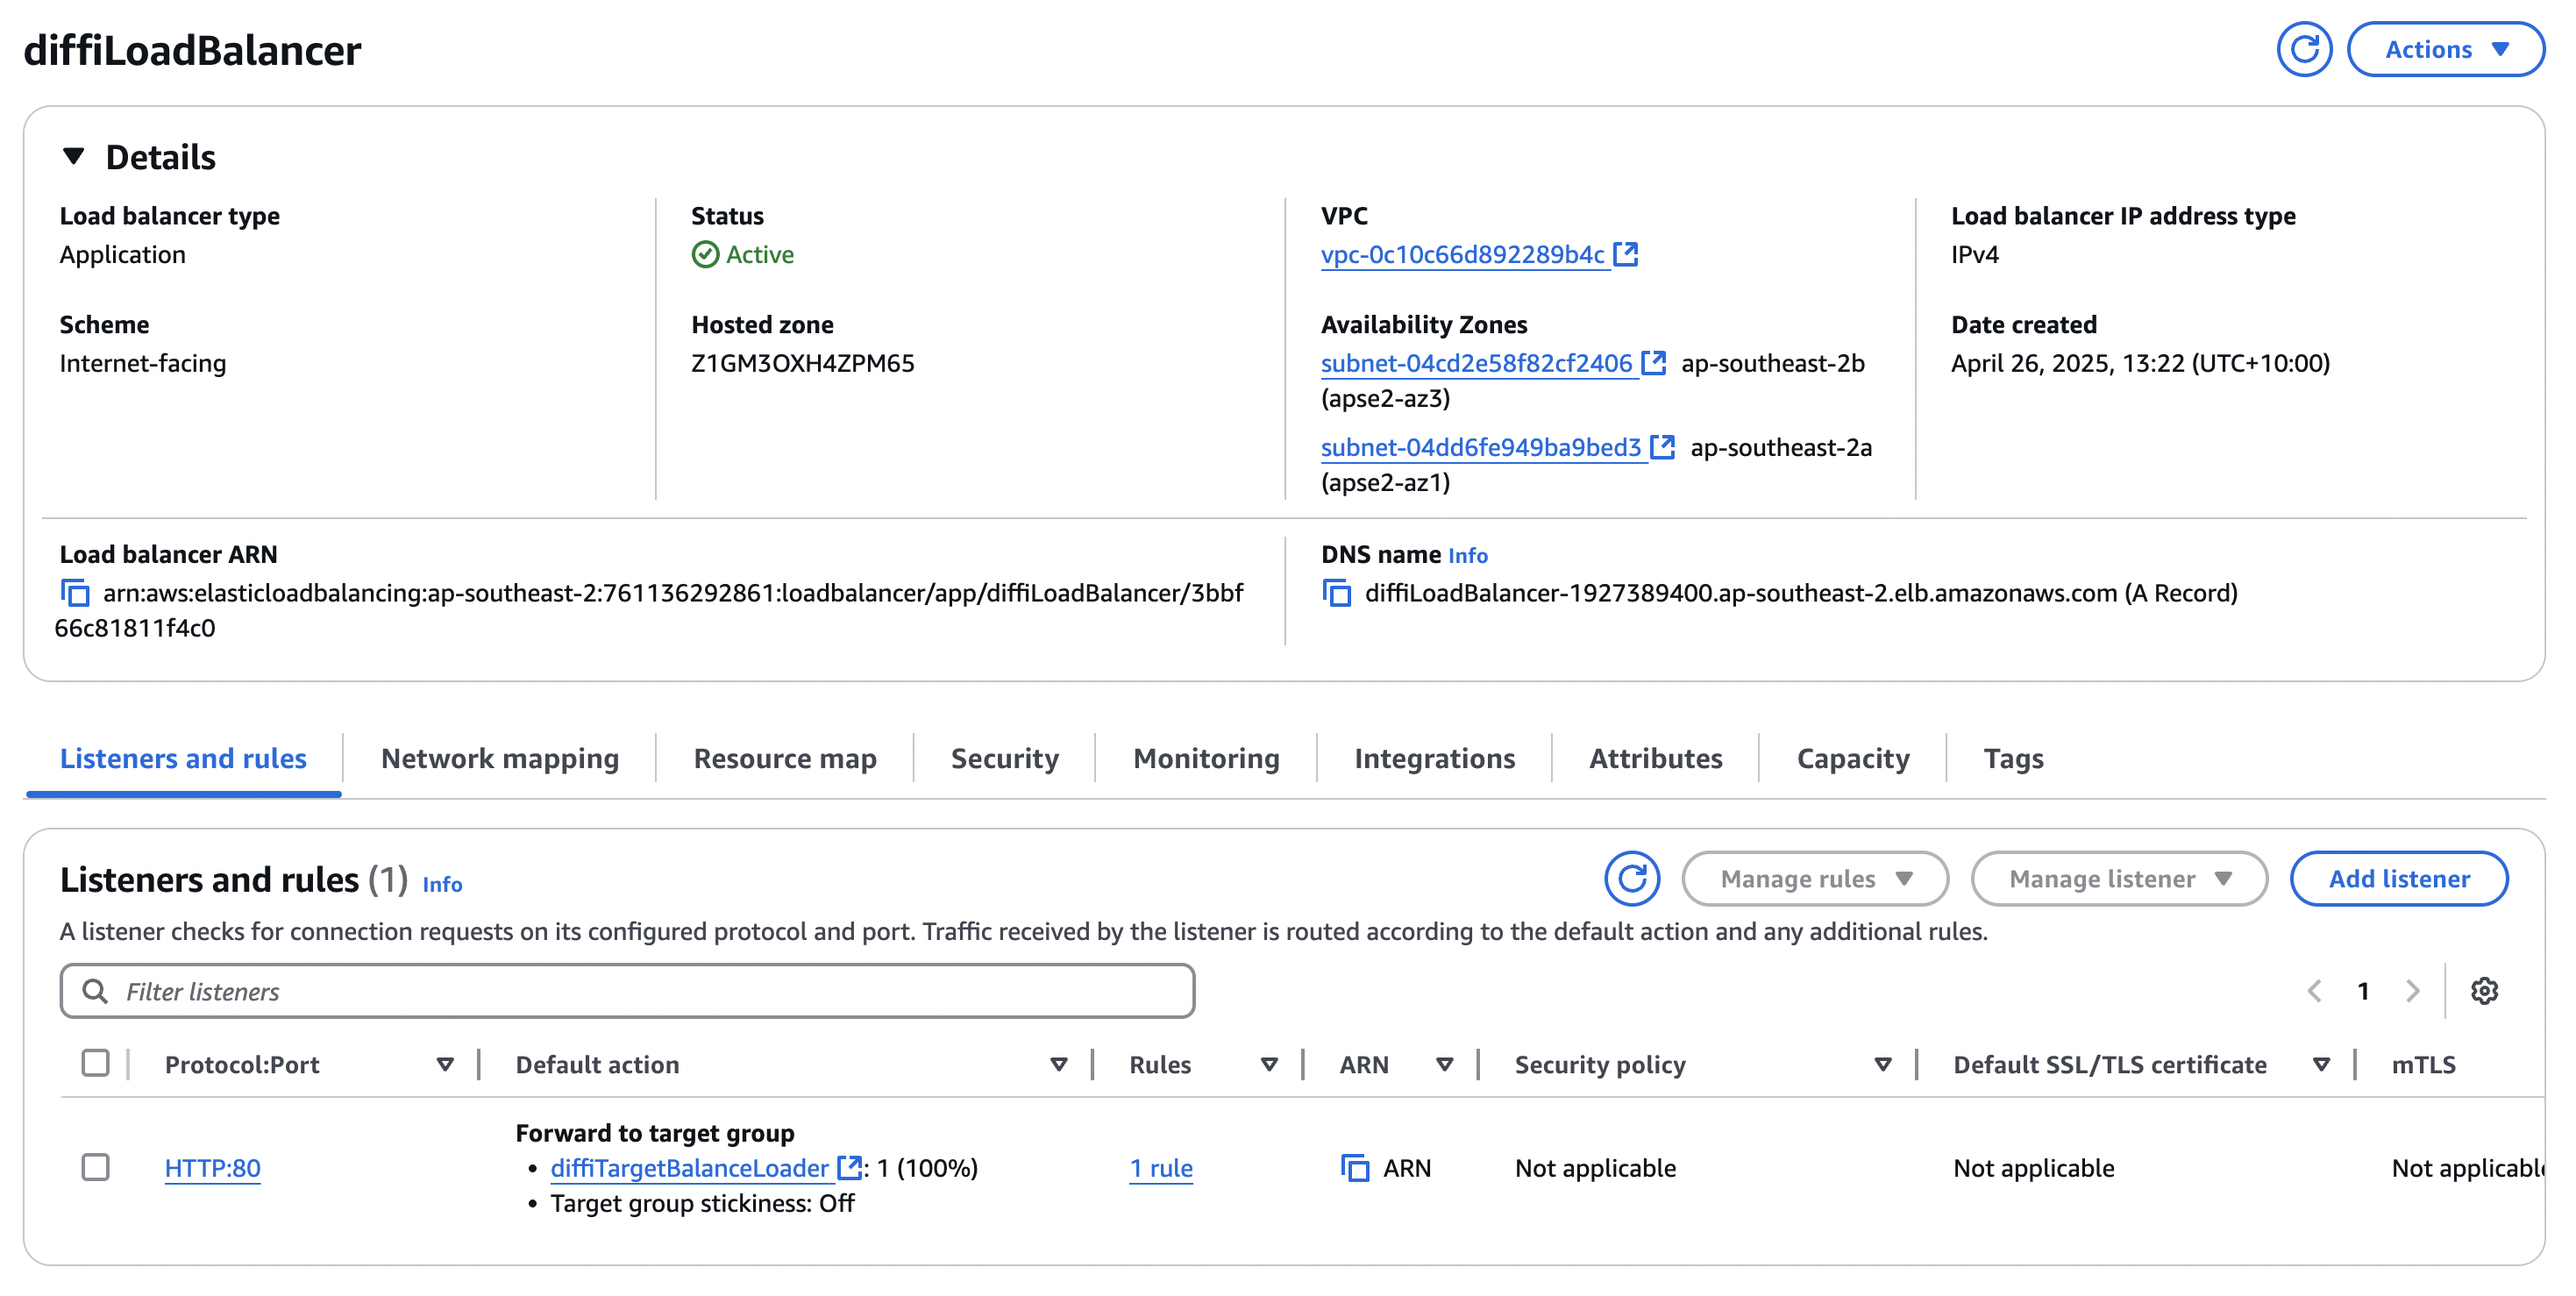 diffiLoadBalancer
Actions
Details
Load balancer type
Application
Status
Active
VPC
vpc-0c10c66d892289b4c
Load balancer IP address type
IPv4
Scheme
Internet-facing
Hosted zone
Z1GM3OXH4ZPM65
Availability Zones
subnet-04cd2e58f82cf2406 ap-southeast-2b
(apse2-az3)
subnet-04dd6fe949ba9bed3 ap-southeast-2a
(apse2-az1)
Date created
April 26, 2025, 13:22 (UTC+10:00)
Load balancer ARN
arn:aws:elasticloadbalancing:ap-southeast-2:761136292861:loadbalancer/app/diffiLoadBalancer/3bbf
66c81811f4c0
DNS name Info
diffiLoadBalancer-1927389400.ap-southeast-2.elb.amazonaws.com (A Record)
Listeners and rules Network mapping Resource map Security Monitoring Integrations Attributes Capacity Tags
Listeners and rules (1) Info
Manage rules Manage listener Add listener
A listener checks for connection requests on its configured protocol and port. Traffic received by the listener is routed according to the default action and any additional rules.
Filter listeners
1
Protocol:Port Default action Rules ARN Security policy Default SSL/TLS certificate mTLS
Forward to target group
HTTP:80 • diffiTargetBalanceLoader : 1 (100%) 1 rule ARN Not applicable Not applicable Not applicable
• Target group stickiness: Off